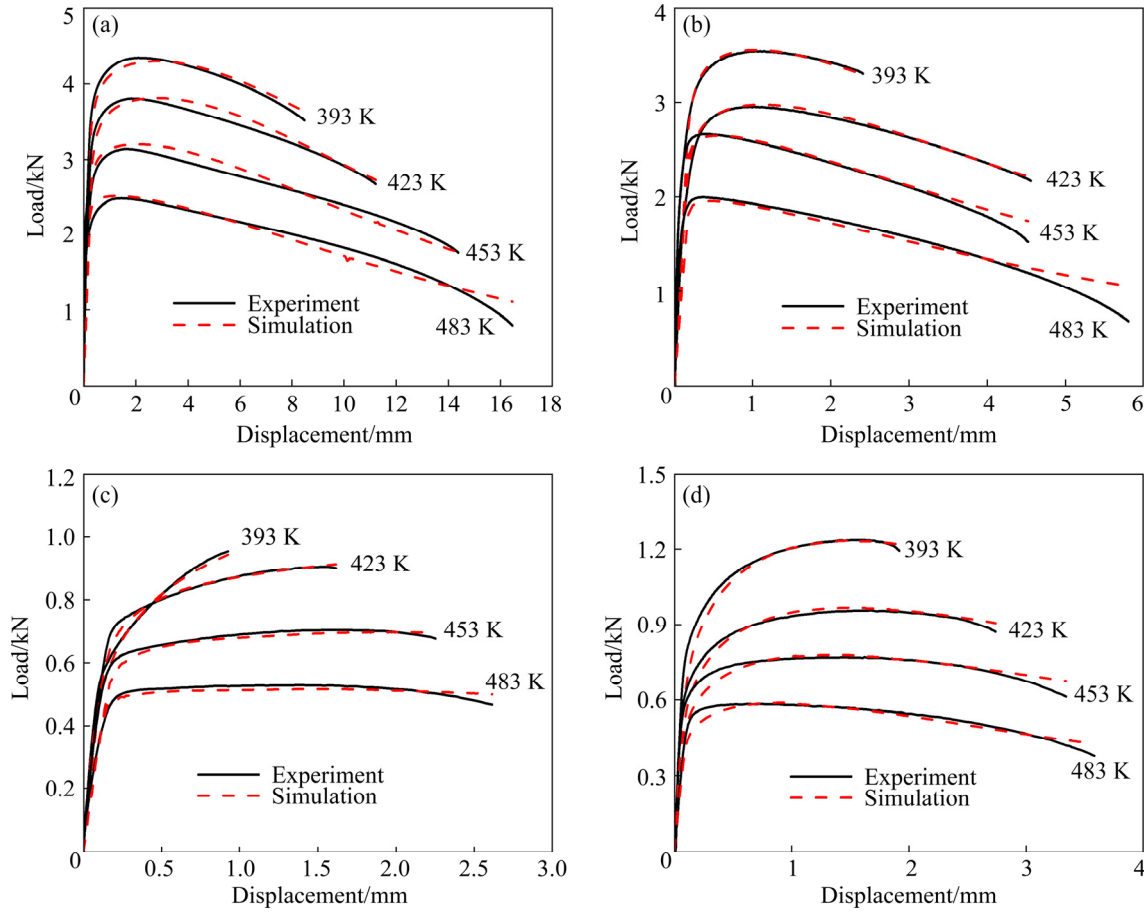 (a)
5
4
3
2
1
0
Load/kN
393 K
423 K
453 K
483 K
Experiment
Simulation
2 4 6 8 10 12 14 16 18
Displacement/mm
(b)
4
3
2
1
0
Load/kN
393 K
423 K
453 K
483 K
Experiment
Simulation
1 2 3 4 5 6
Displacement/mm
(c)
1.2
1.0
0.8
0.6
0.4
0.2
0
Load/kN
393 K
423 K
453 K
483 K
Experiment
Simulation
0.5 1.0 1.5 2.0 2.5 3.0
Displacement/mm
(d)
1.5
1.2
0.9
0.6
0.3
0
Load/kN
393 K
423 K
453 K
483 K
Experiment
Simulation
1 2 3 4
Displacement/mm